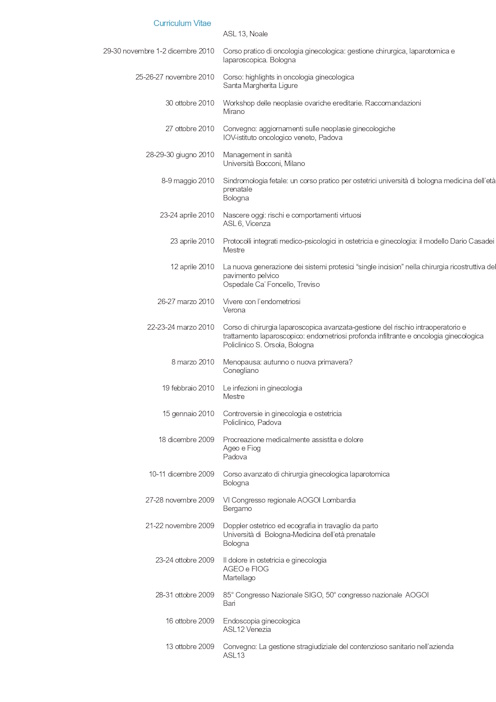 Curriculum Vitae
ASL 13, Noale
29-30 novembre 1-2 dicembre 2010 Corso pratico di oncologia ginecologica: gestione chirurgica, laparotomica e
laparoscopica. Bologna
25-26-27 novembre 2010 Corso: highlights in oncologia ginecologica
Santa Margherita Ligure
30 ottobre 2010 Workshop delle neoplasie ovariche ereditarie. Raccomandazioni
Mirano
27 ottobre 2010 Convegno: aggiornamenti sulle neoplasie ginecologiche
IOV-istituto oncologico veneto, Padova
28-29-30 giugno 2010 Management in sanità
Università Bocconi, Milano
8-9 maggio 2010 Sindromologia fetale: un corso pratico per ostetrici università di bologna medicina dell'età
prenatale
Bologna
23-24 aprile 2010 Nascere oggi: rischi e comportamenti virtuosi
ASL 6, Vicenza
23 aprile 2010 Protocolli integrati medico-psicologici in ostetricia e ginecologia: il modello Dario Casadei
Mestre
12 aprile 2010 La nuova generazione dei sistemi protesici "single incision" nella chirurgia ricostruttiva del
pavimento pelvico
Ospedale Ca' Foncello, Treviso
26-27 marzo 2010 Vivere con l'endometriosi
Verona
22-23-24 marzo 2010 Corso di chirurgia laparoscopica avanzata-gestione del rischio intraoperatorio e
trattamento laparoscopico: endometriosi profonda infiltrante e oncologia ginecologica
Policlinico S. Orsola, Bologna
8 marzo 2010 Menopausa: autunno o nuova primavera?
Conegliano
19 febbraio 2010 Le infezioni in ginecologia
Mestre
15 gennaio 2010 Controversie in ginecologia e ostetricia
Policlinico, Padova
18 dicembre 2009 Procreazione medicalmente assistita e dolore
Ageo e Fiog
Padova
10-11 dicembre 2009 Corso avanzato di chirurgia ginecologica laparotomica
Bologna
27-28 novembre 2009 VI Congresso regionale AOGOI Lombardia
Bergamo
21-22 novembre 2009 Doppler ostetrico ed ecografia in travaglio da parto
Università di Bologna-Medicina dell'età prenatale
Bologna
23-24 ottobre 2009 Il dolore in ostetricia e ginecologia
AGEO e FIOG
Martellago
28-31 ottobre 2009 85° Congresso Nazionale SIGO, 50° congresso nazionale AOGOI
Bari
16 ottobre 2009 Endoscopia ginecologica
ASL12 Venezia
13 ottobre 2009 Convegno: La gestione stragiudiziale del contenzioso sanitario nell'azienda
ASL13